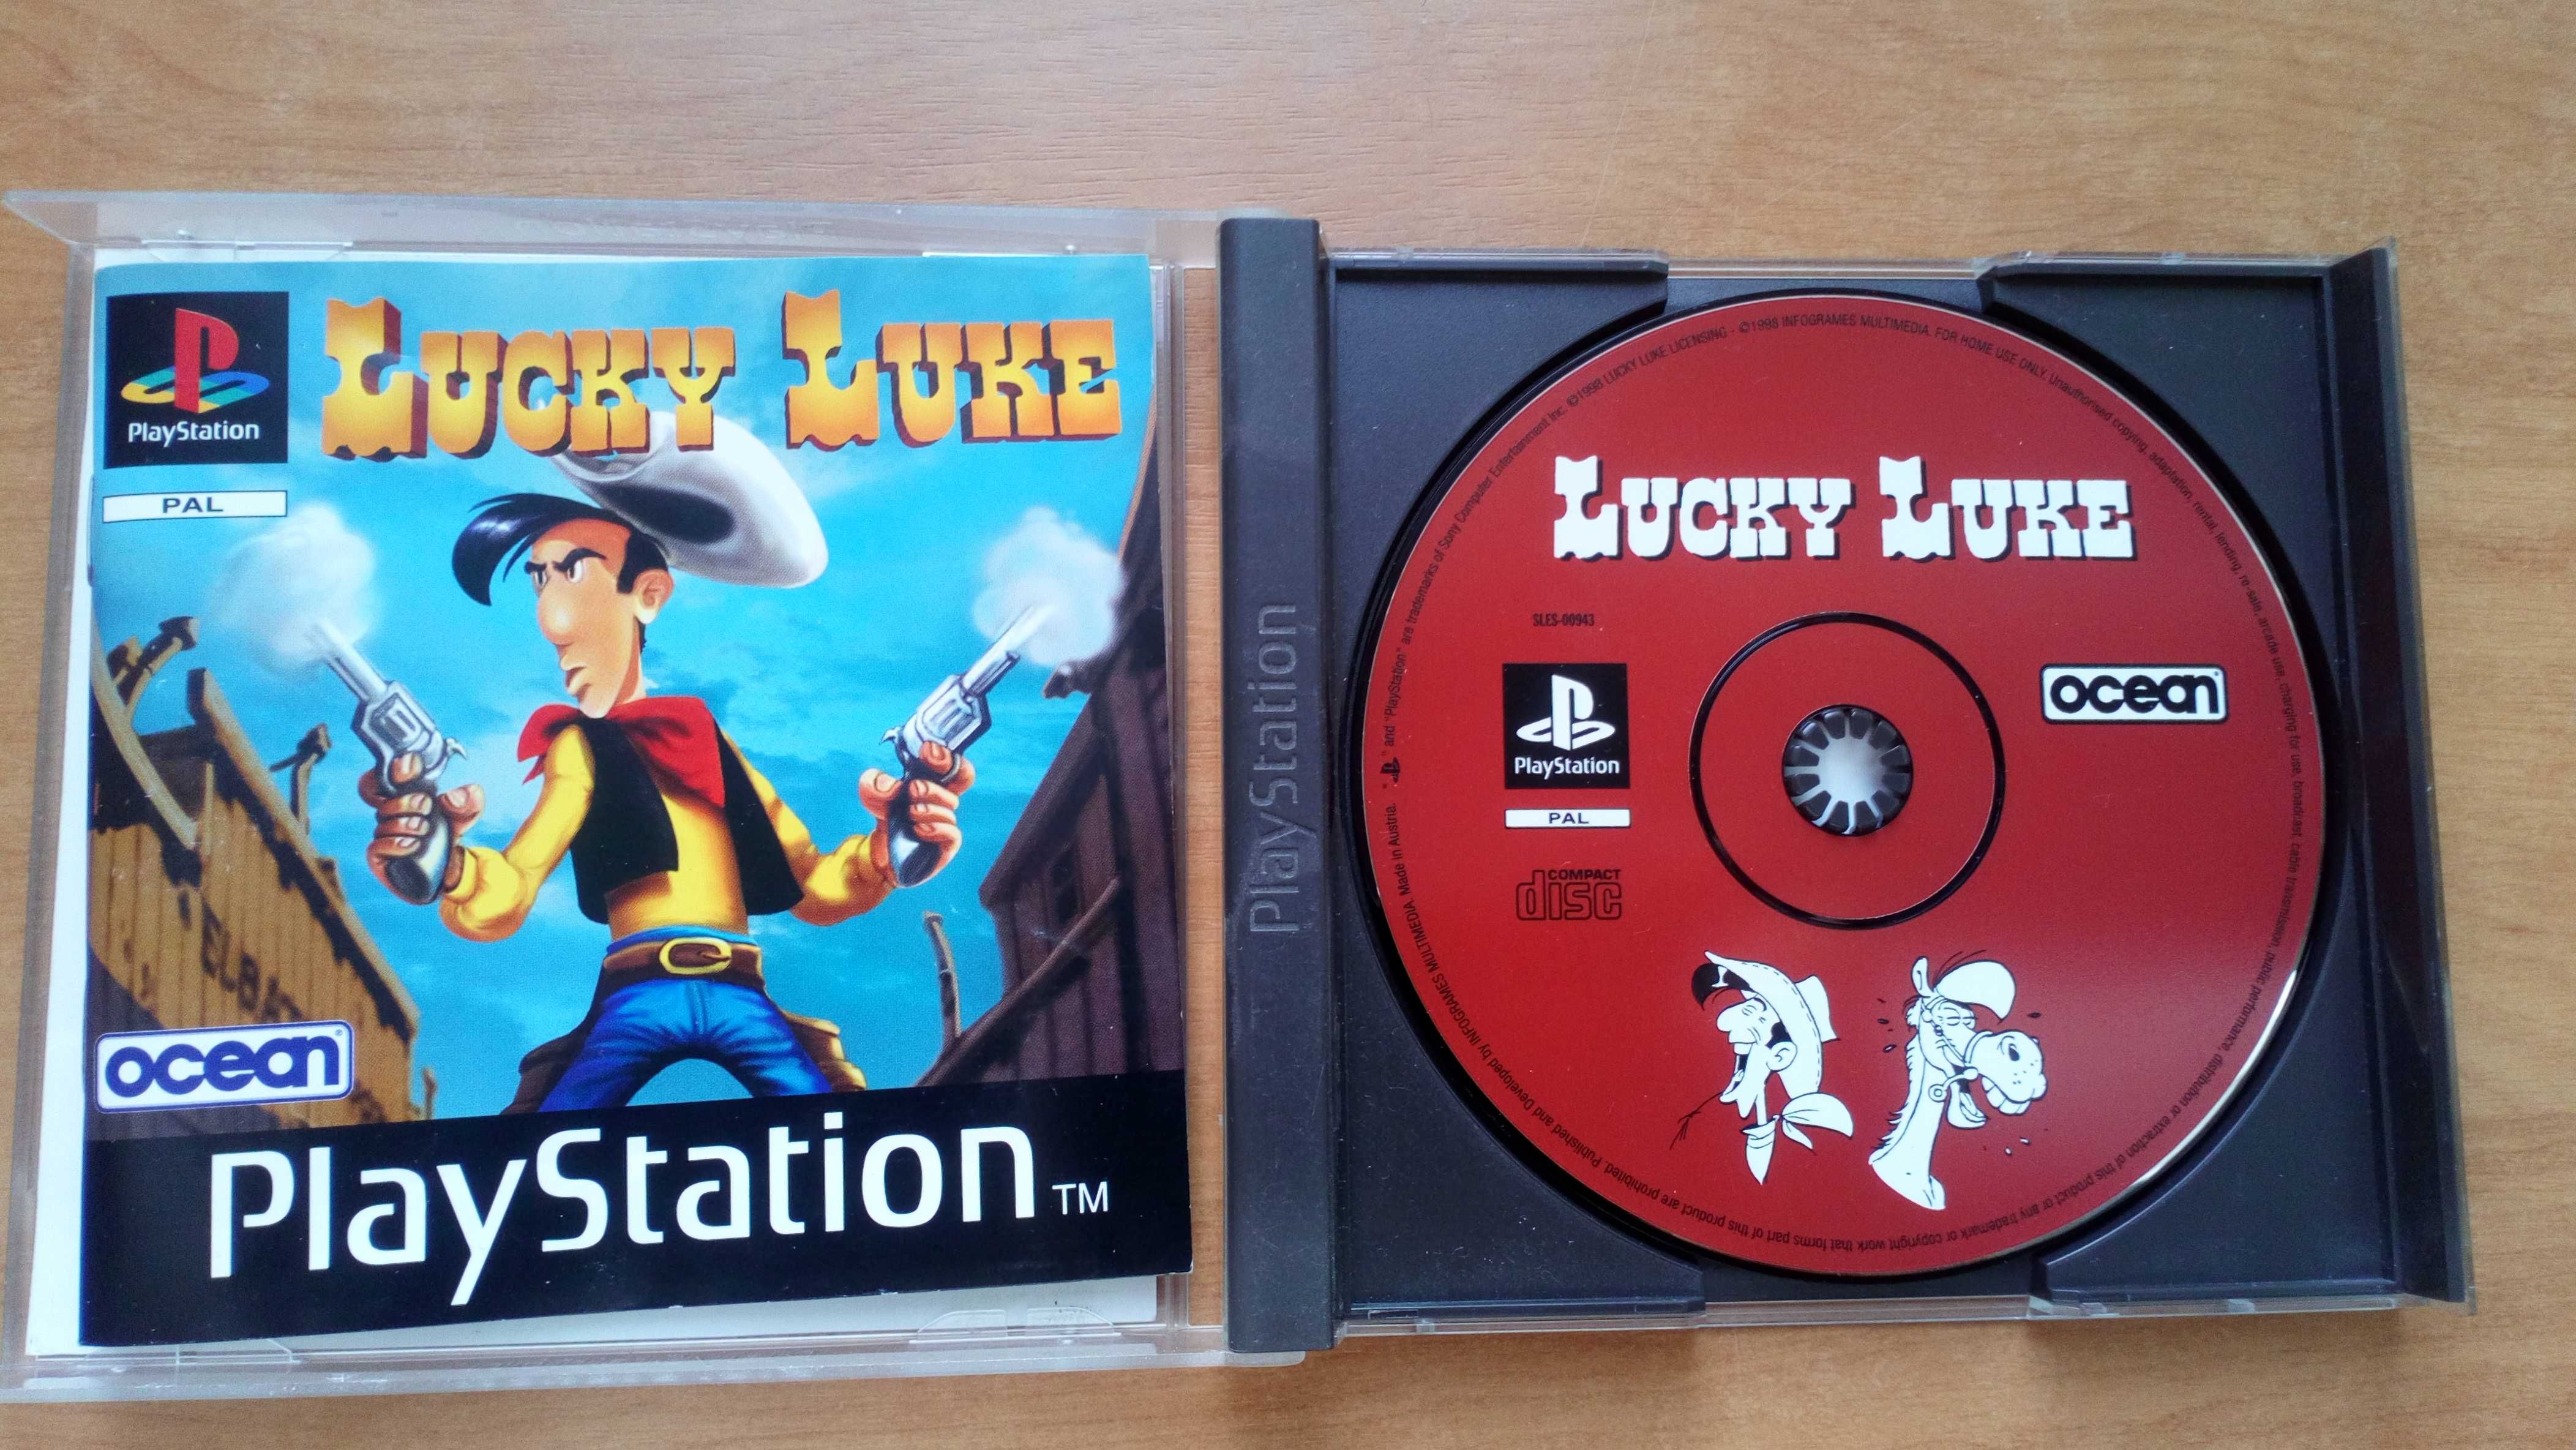 LUCKY LUKE
PlayStation
PAL
ocean
PlayStation™
PlayStation
LUCKY LUKE
SLES-00943
PlayStation
PAL
COMPACT
disc
ocean
" and "PlayStation" are trademarks of Sony Computer Entertainment Inc. ©1998 LUCKY LUKE LICENSING - ©1998 INFOGRAMES MULTIMEDIA. FOR HOME USE ONLY. Unauthorised copying, adaptation, rental, lending, re-sale, arcade use, charging for use, broadcast, cable transmission, public performance, distribution or extraction of this product or any trademark or copyright work that forms part of this product are prohibited. Published and Developed by INFOGRAMES MULTIMEDIA. Made in Austria.